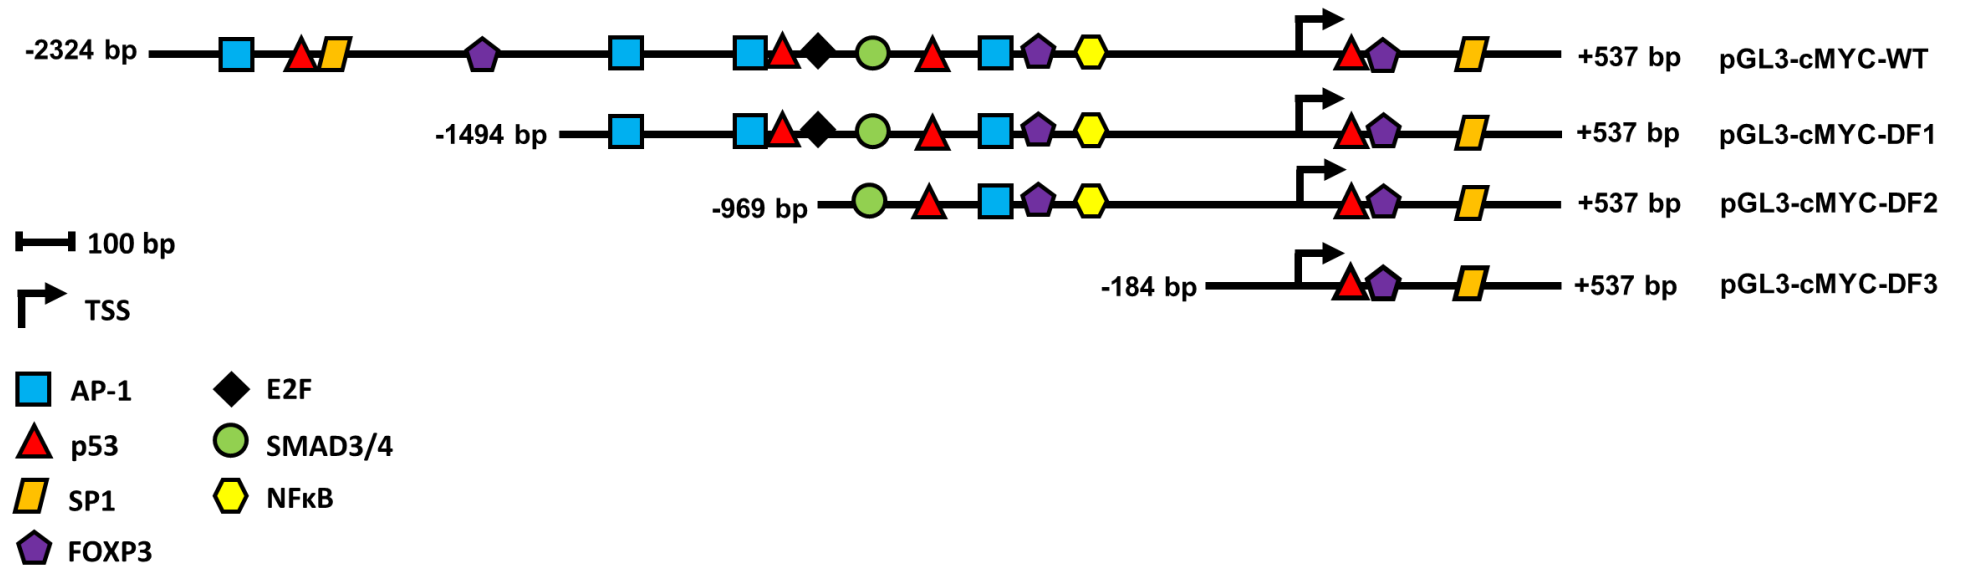 -2324 bp +537 bp pGL3-cMYC-WT
-1494 bp +537 bp pGL3-cMYC-DF1
-969 bp +537 bp pGL3-cMYC-DF2
100 bp
-184 bp +537 bp pGL3-cMYC-DF3
TSS
AP-1 E2F
p53 SMAD3/4
SP1 NFκB
FOXP3